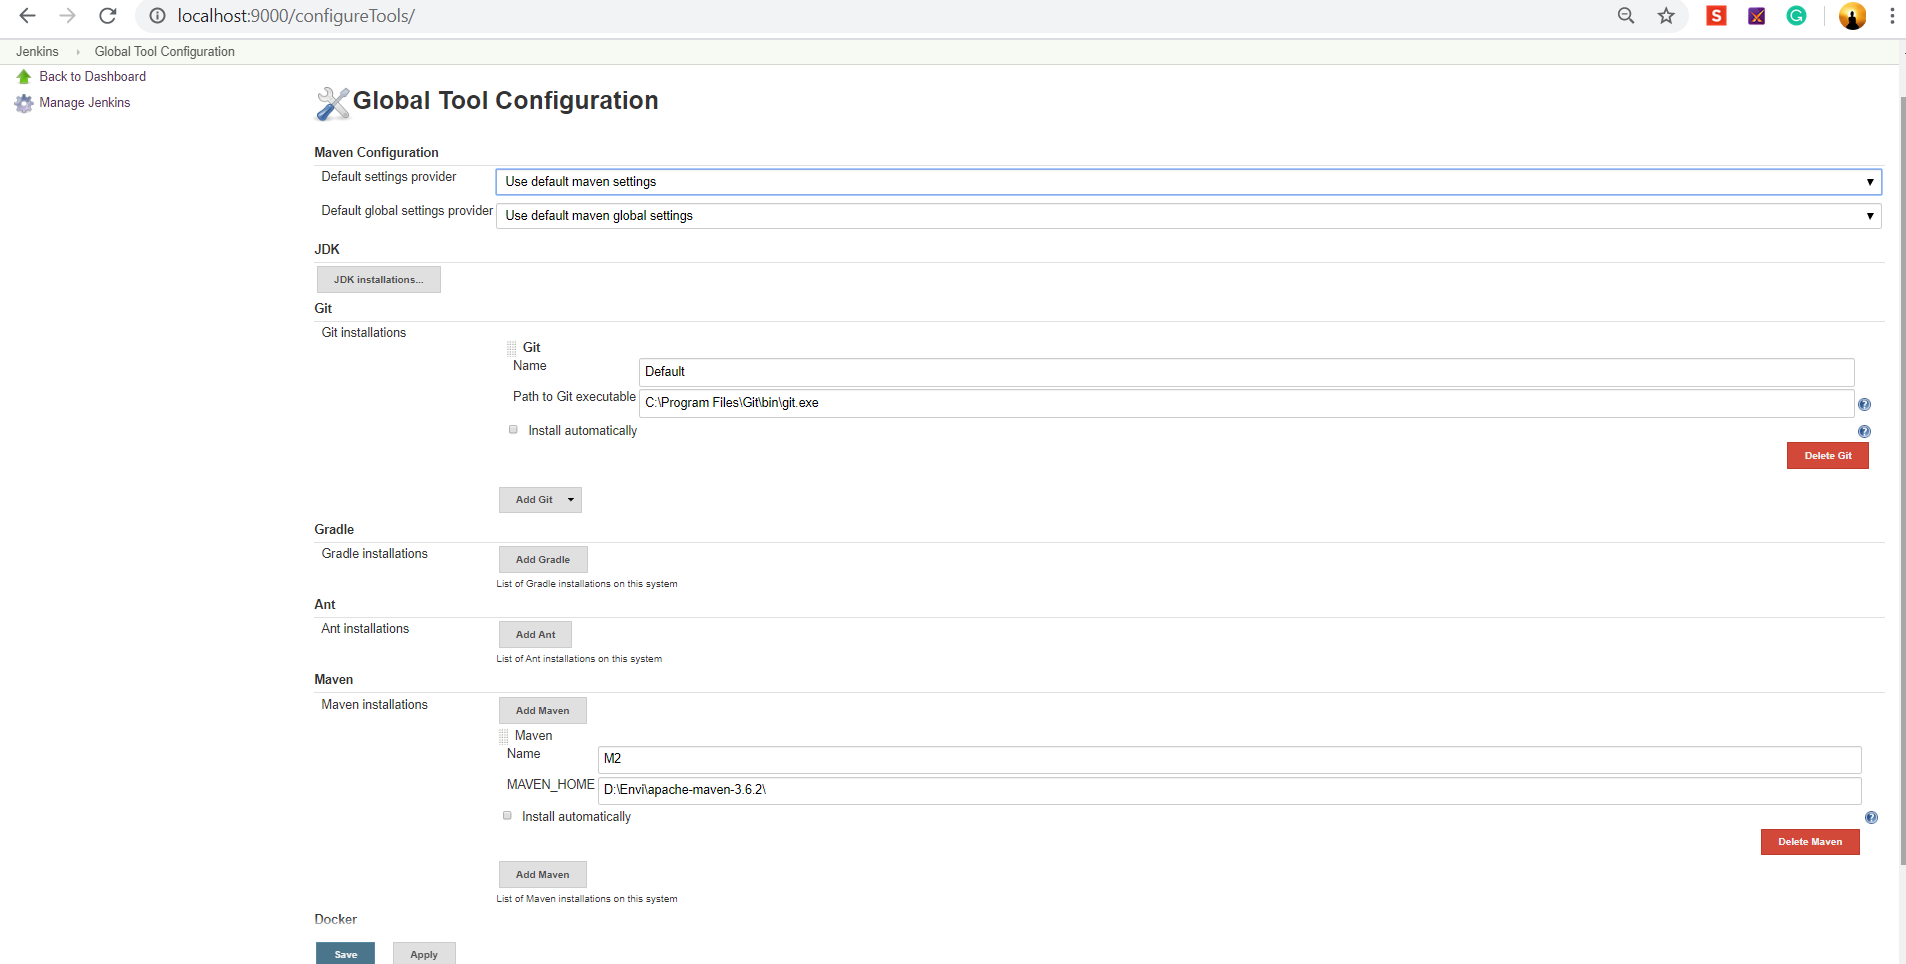 localhost:9000/configureTools/
S
G
Jenkins Global Tool Configuration
Back to Dashboard
Manage Jenkins
Global Tool Configuration
Maven Configuration
Default settings provider Use default maven settings
Default global settings provider Use default maven global settings
JDK
JDK installations...
Git
Git installations
Git
Name Default
Path to Git executable C:\Program Files\Git\bin\git.exe
Install automatically
Delete Git
Add Git
Gradle
Gradle installations Add Gradle
List of Gradle installations on this system
Ant
Ant installations Add Ant
List of Ant installations on this system
Maven
Maven installations Add Maven
Maven
Name M2
MAVEN_HOME D:\Envi\apache-maven-3.6.2\
Install automatically
Delete Maven
Add Maven
List of Maven installations on this system
Docker
Save Apply